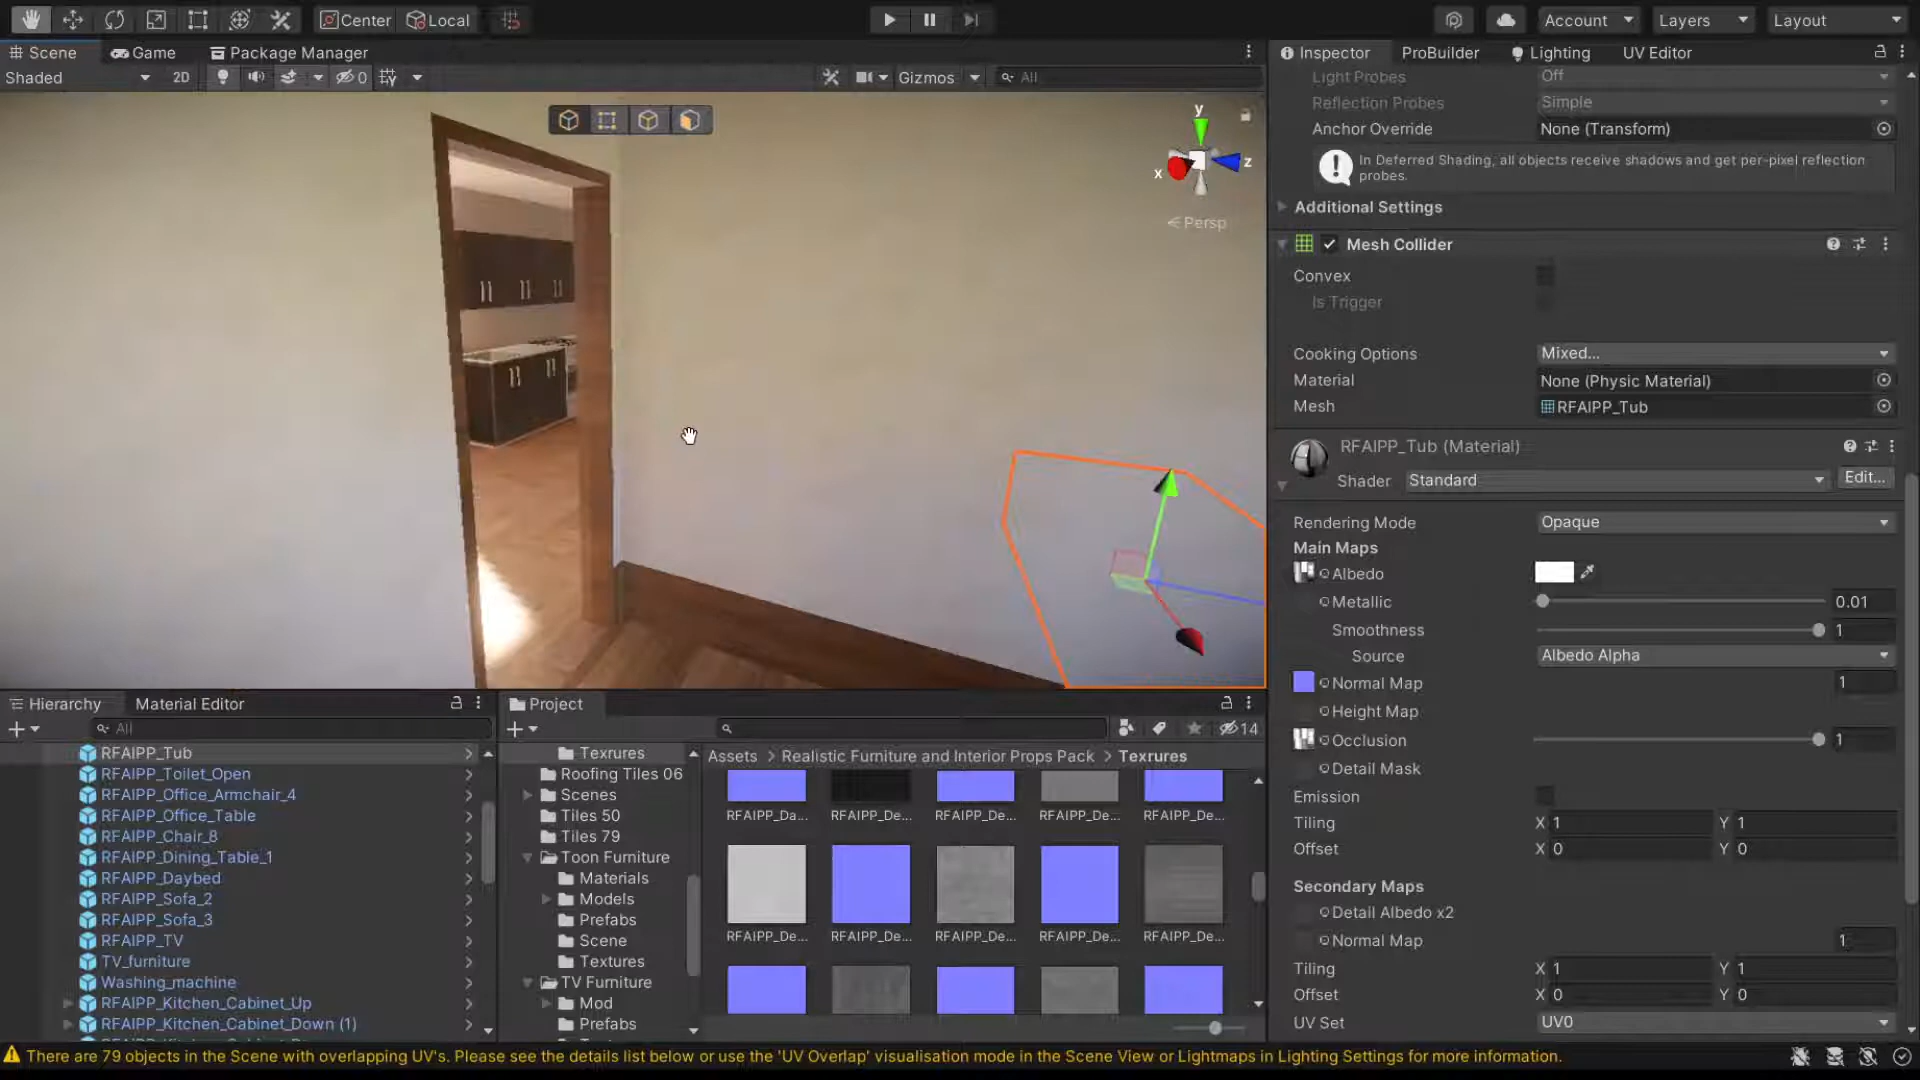 Center Local Account Layers Layout
Scene Game Package Manager
Shaded 2D 0 Gizmos All
y
x
z
Persp
Inspector ProBuilder Lighting UV Editor
Light Probes Off
Reflection Probes Simple
Anchor Override None (Transform)
In Deferred Shading, all objects receive shadows and get per-pixel reflection
probes.
Additional Settings
Mesh Collider
Convex
Is Trigger
Cooking Options Mixed...
Material None (Physic Material)
Mesh RFAIPP_Tub
RFAIPP_Tub (Material)
Shader Standard Edit...
Rendering Mode Opaque
Main Maps
Albedo
Metallic 0.01
Smoothness 1
Source Albedo Alpha
Normal Map 1
Height Map
Occlusion 1
Detail Mask
Emission
Tiling X 1 Y 1
Offset X 0 Y 0
Secondary Maps
Detail Albedo x2
Normal Map 1
Tiling X 1 Y 1
Offset X 0 Y 0
UV Set UV0
Hierarchy Material Editor
All
RFAIPP_Tub
RFAIPP_Toilet_Open
RFAIPP_Office_Armchair_4
RFAIPP_Office_Table
RFAIPP_Chair_8
RFAIPP_Dining_Table_1
RFAIPP_Daybed
RFAIPP_Sofa_2
RFAIPP_Sofa_3
RFAIPP_TV
TV_furniture
Washing_machine
RFAIPP_Kitchen_Cabinet_Up
RFAIPP_Kitchen_Cabinet_Down (1)
Project
14
Texrures
Roofing Tiles 06
Scenes
Tiles 50
Tiles 79
Toon Furniture
Materials
Models
Prefabs
Scene
Textures
TV Furniture
Mod
Prefabs
Assets > Realistic Furniture and Interior Props Pack > Texrures
RFAIPP_Da... RFAIPP_De... RFAIPP_De... RFAIPP_De... RFAIPP_De...
RFAIPP_De... RFAIPP_De... RFAIPP_De... RFAIPP_De... RFAIPP_De...
There are 79 objects in the Scene with overlapping UV's. Please see the details list below or use the 'UV Overlap' visualisation mode in the Scene View or Lightmaps in Lighting Settings for more information.